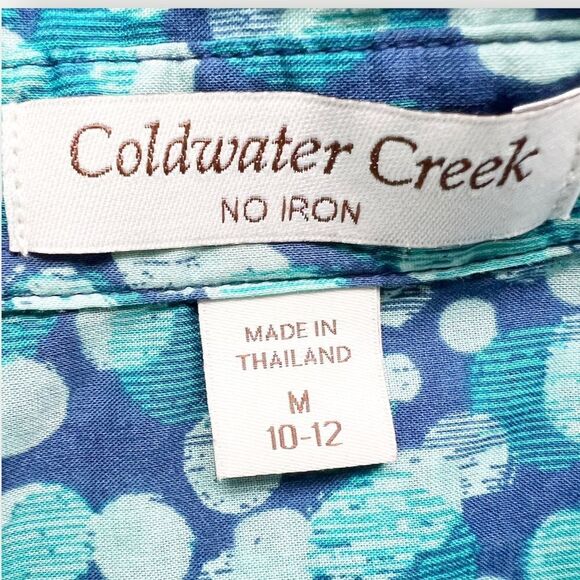 Coldwater Creek
NO IRON
MADE IN
THAILAND
M
10-12